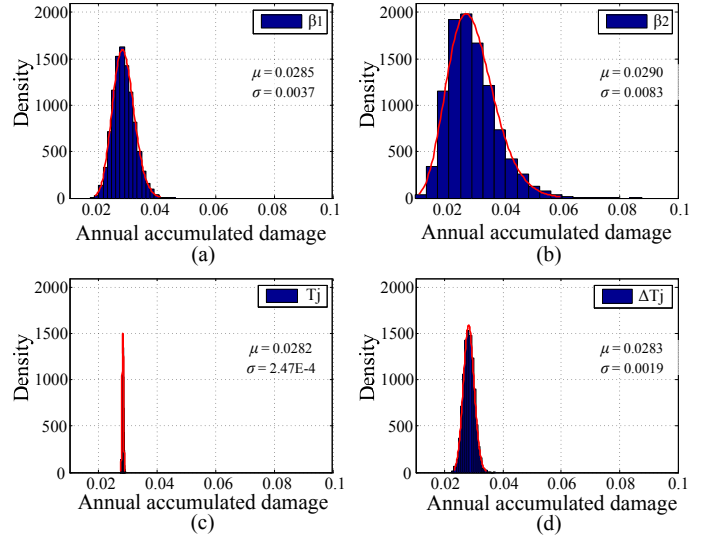 2000
1500
1000
500
0
Density
β1
μ = 0.0285
σ = 0.0037
0.02 0.04 0.06 0.08 0.1
Annual accumulated damage
(a)
2000
1500
1000
500
0
Density
β2
μ = 0.0290
σ = 0.0083
0.02 0.04 0.06 0.08 0.1
Annual accumulated damage
(b)
2000
1500
1000
500
0
Density
Tj
μ = 0.0282
σ = 2.47E-4
0.02 0.04 0.06 0.08 0.1
Annual accumulated damage
(c)
2000
1500
1000
500
0
Density
ΔTj
μ = 0.0283
σ = 0.0019
0.02 0.04 0.06 0.08 0.1
Annual accumulated damage
(d)